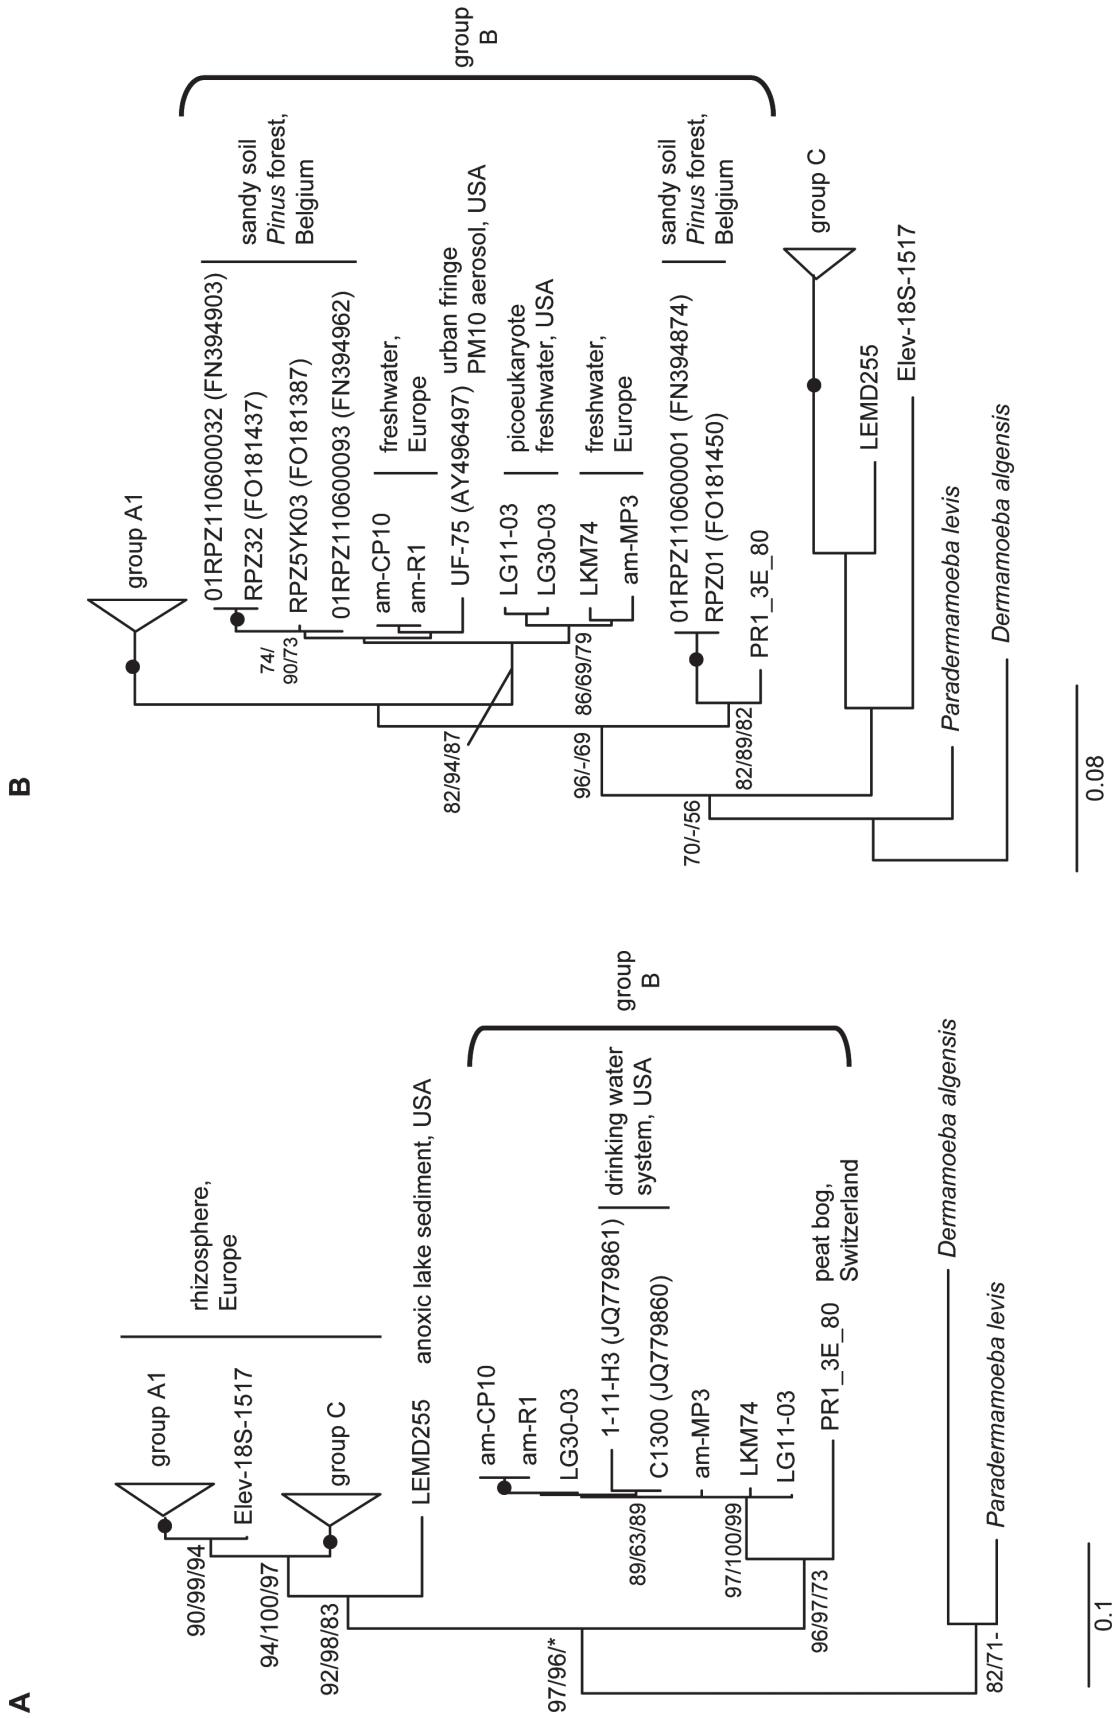 A
group A1
Elev-18S-1517
rhizosphere,
Europe
group C
LEMD255
anoxic lake sediment, USA
90/99/94
94/100/97
92/98/83
97/96/*
am-CP10
am-R1
LG30-03
1-11-H3 (JQ779861)
C1300 (JQ779860)
drinking water
system, USA
am-MP3
LKM74
LG11-03
PR1_3E_80
peat bog,
Switzerland
group
B
89/63/89
97/100/99
96/97/73
Dermamoeba algensis
Paradermamoeba levis
82/71-
0.1
B
group A1
01RPZ110600032 (FN394903)
RPZ32 (FO181437)
RPZ5YK03 (FO181387)
01RPZ110600093 (FN394962)
sandy soil
Pinus forest,
Belgium
74/
90/73
am-CP10
am-R1
freshwater,
Europe
UF-75 (AY496497)
urban fringe
PM10 aerosol, USA
LG11-03
LG30-03
picoeukaryote
freshwater, USA
LKM74
am-MP3
freshwater,
Europe
82/94/87
86/69/79
96/-/69
01RPZ110600001 (FN394874)
RPZ01 (FO181450)
sandy soil
Pinus forest,
Belgium
PR1_3E_80
82/89/82
group
B
70/-/56
group C
LEMD255
Elev-18S-1517
Paradermamoeba levis
Dermamoeba algensis
0.08